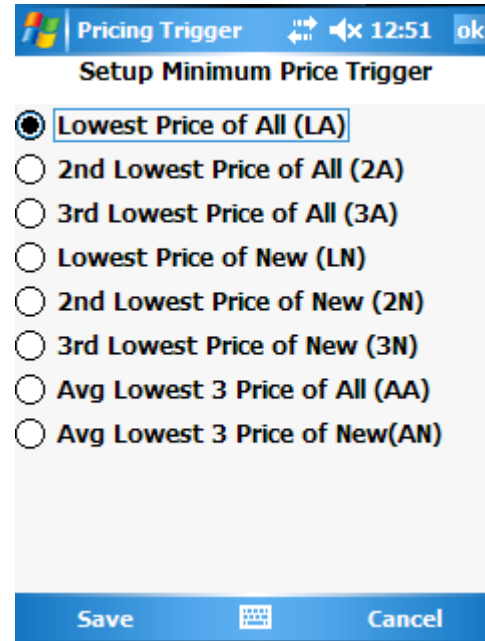 Pricing Trigger 12:51 ok
Setup Minimum Price Trigger
Lowest Price of All (LA)
2nd Lowest Price of All (2A)
3rd Lowest Price of All (3A)
Lowest Price of New (LN)
2nd Lowest Price of New (2N)
3rd Lowest Price of New (3N)
Avg Lowest 3 Price of All (AA)
Avg Lowest 3 Price of New(AN)
Save Cancel